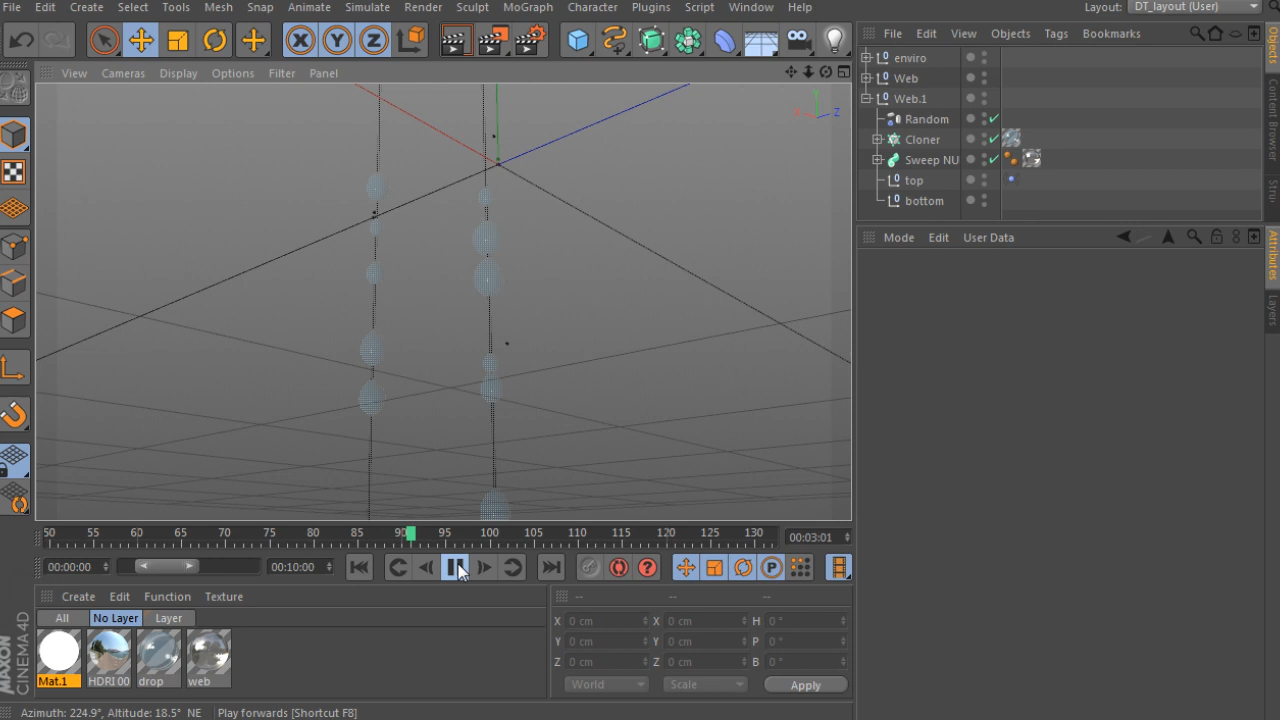 File Edit Create Select Tools Mesh Snap Animate Simulate Render Sculpt MoGraph Character Plugins Script Window Help Layout: DT_layout (User)
File Edit View Objects Tags Bookmarks
View Cameras Display Options Filter Panel
enviro
Web
Web.1
Random
Cloner
Sweep NU
top
bottom
Objects
Content Browser
Stru
Mode Edit User Data
Attributes
Layers
X Y Z
Y
Z
50 55 60 65 70 75 80 85 90 95 100 105 110 115 120 125 130
00:03:01
00:00:00 00:10:00
P
Create Edit Function Texture
All No Layer Layer
Mat.1 HDRI 00 drop web
-- -- --
X 0 cm X 0 cm H 0 °
Y 0 cm Y 0 cm P 0 °
Z 0 cm Z 0 cm B 0 °
World Scale Apply
MAXON CINEMA 4D
Azimuth: 224.9°, Altitude: 18.5° NE Play forwards [Shortcut F8]